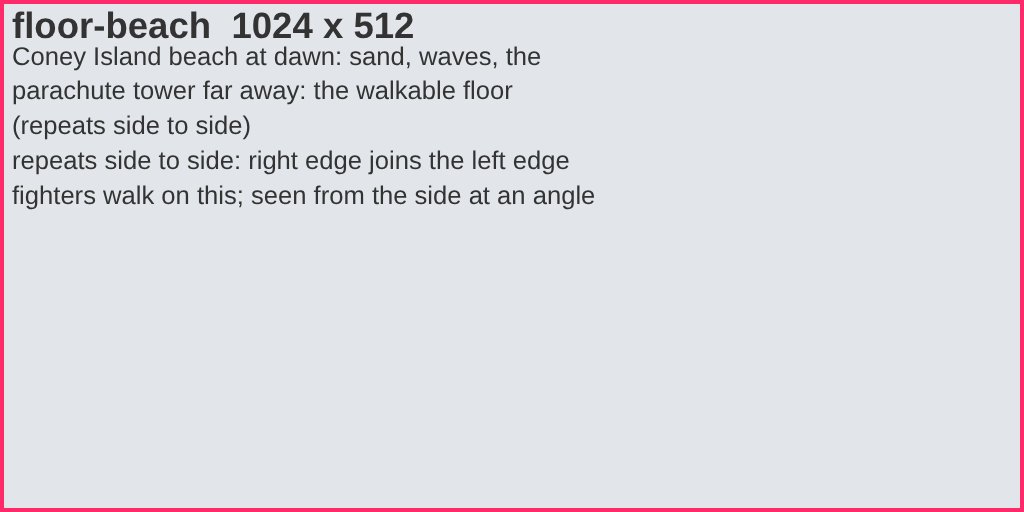 floor-beach 1024 x 512
Coney Island beach at dawn: sand, waves, the
parachute tower far away: the walkable floor
(repeats side to side)
repeats side to side: right edge joins the left edge
fighters walk on this; seen from the side at an angle